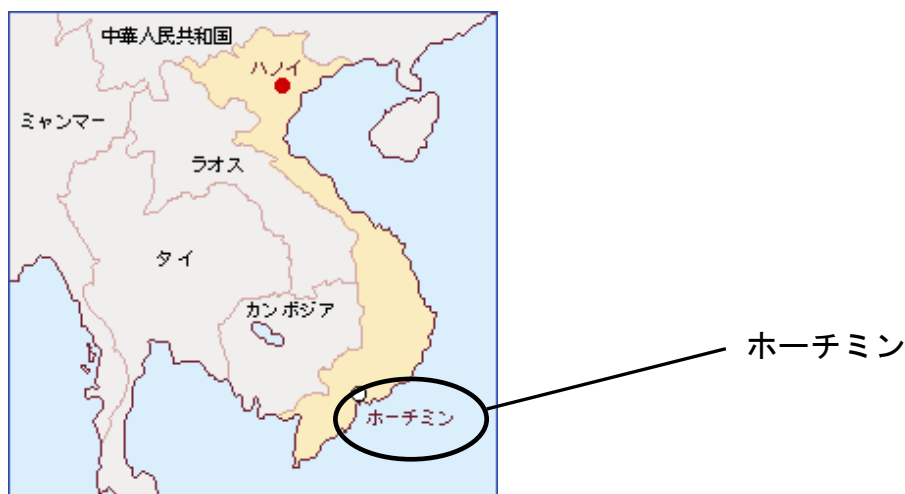 中華人民共和国
ハノイ
ミャンマー
ラオス
タイ
カンボジア
ホーチミン
ホーチミン